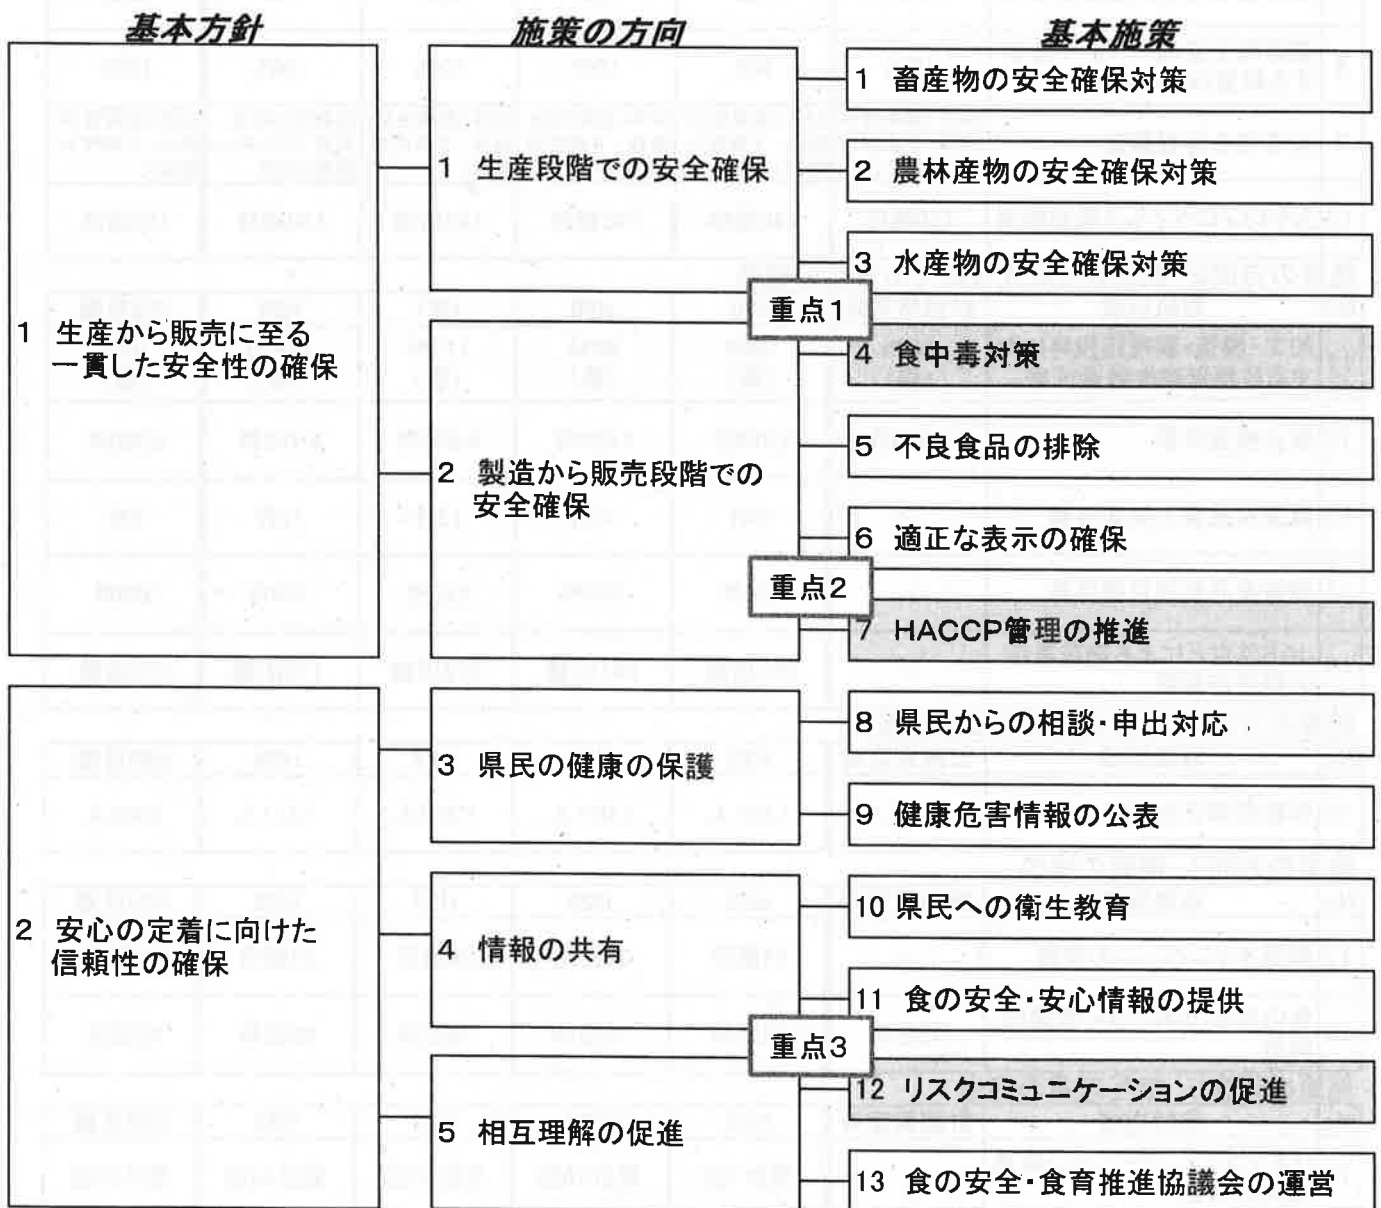 基本方針
施策の方向
基本施策
1 生産から販売に至る
一貫した安全性の確保
1 生産段階での安全確保
1 畜産物の安全確保対策
2 農林産物の安全確保対策
3 水産物の安全確保対策
2 製造から販売段階での
安全確保
重点1
4 食中毒対策
5 不良食品の排除
6 適正な表示の確保
重点2
7 HACCP管理の推進
2 安心の定着に向けた
信頼性の確保
3 県民の健康の保護
8 県民からの相談・申出対応
9 健康危害情報の公表
4 情報の共有
10 県民への衛生教育
11 食の安全・安心情報の提供
5 相互理解の促進
重点3
12 リスクコミュニケーションの促進
13 食の安全・食育推進協議会の運営